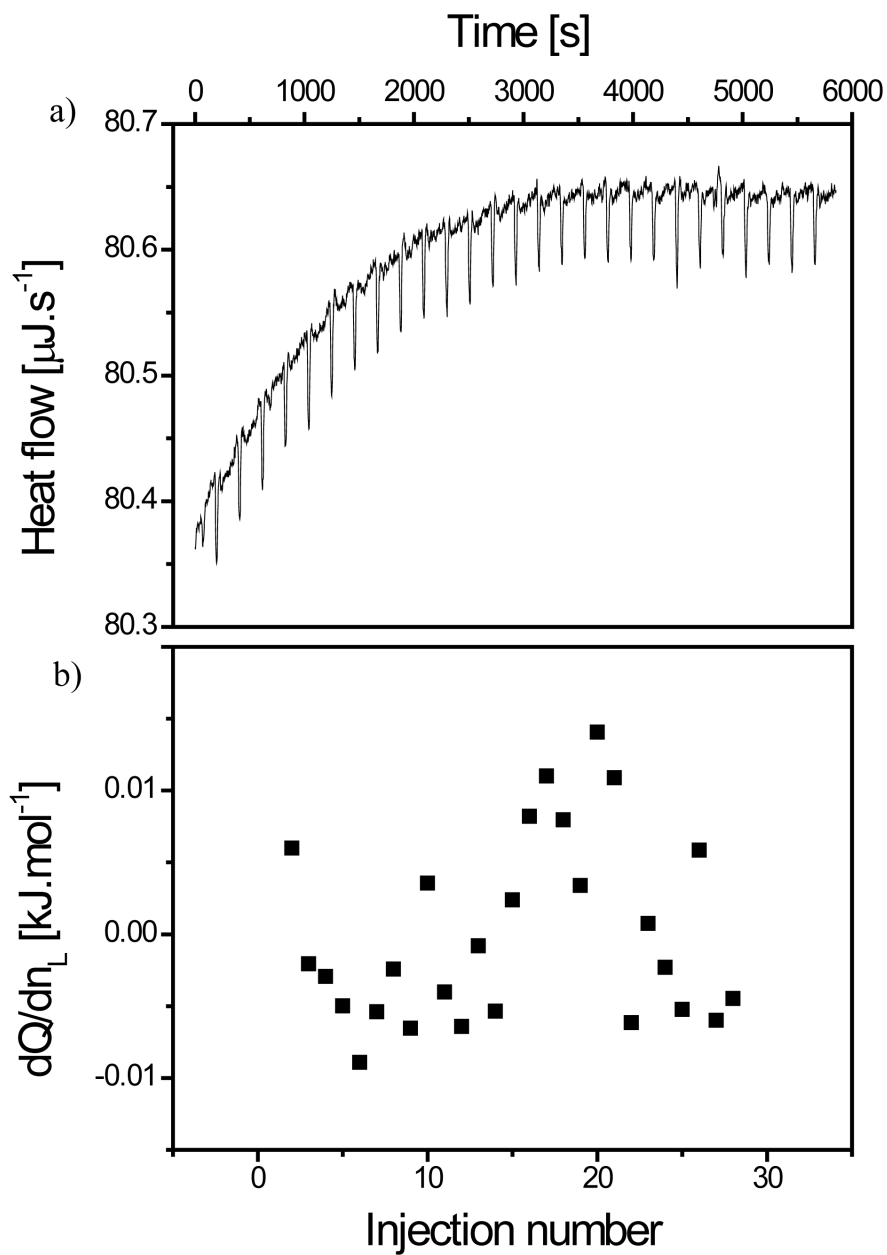 Time [s]
0 1000 2000 3000 4000 5000 6000
a)
80.7
80.6
80.5
80.4
80.3
Heat flow [µJ.s⁻¹]
b)
0.01
0.00
-0.01
dQ/dn_L [kJ.mol⁻¹]
0 10 20 30
Injection number